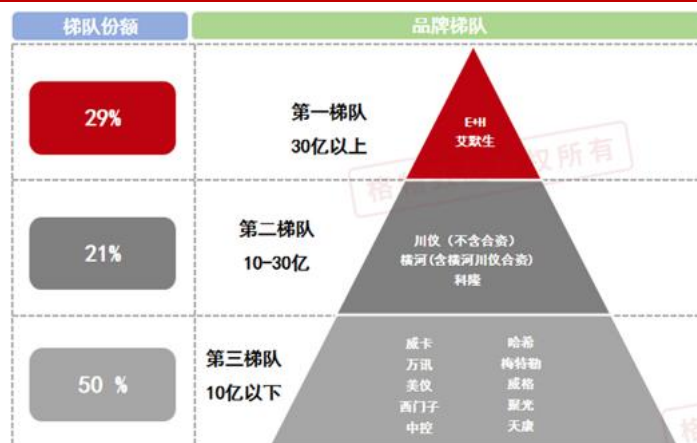 梯队份额
品牌梯队
29%
第一梯队
30亿以上
E+H
艾默生
权所有
21%
第二梯队
10-30亿
川仪（不含合资）
横河(含横河川仪合资)
科隆
50 %
第三梯队
10亿以下
威卡 哈希
万讯 梅特勒
美仪 威格
西门子 聚光
中控 天康